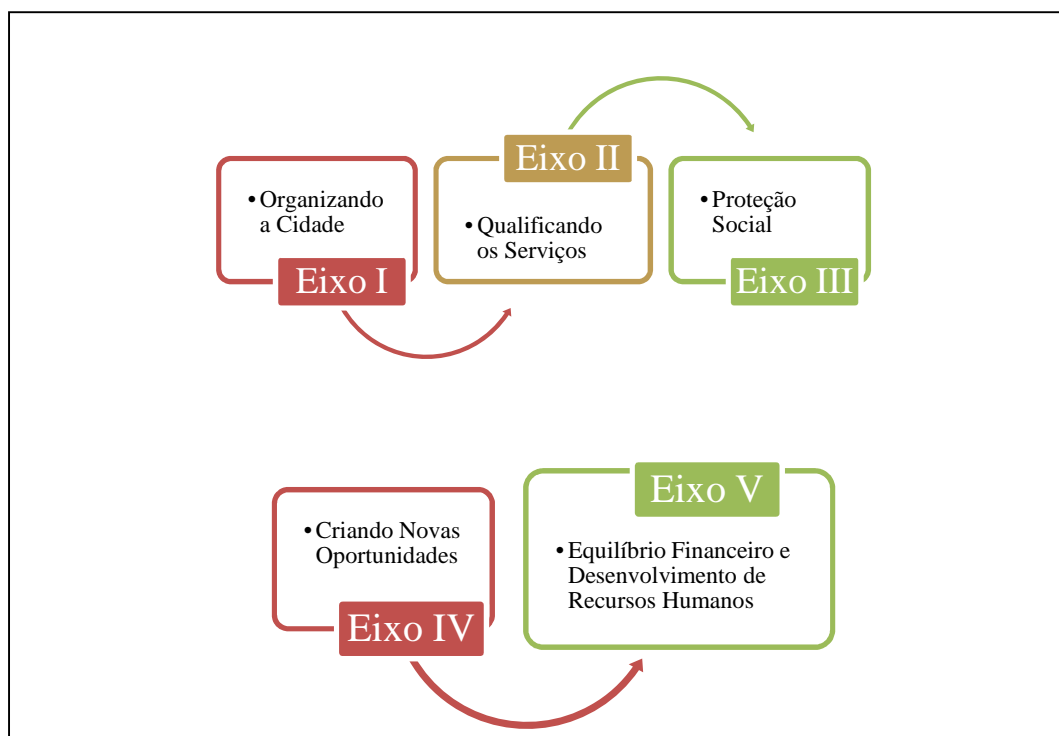 • Organizando
a Cidade
Eixo I
Eixo II
• Qualificando
os Serviços
• Proteção
Social
Eixo III
• Criando Novas
Oportunidades
Eixo IV
Eixo V
• Equilíbrio Financeiro e
Desenvolvimento de
Recursos Humanos